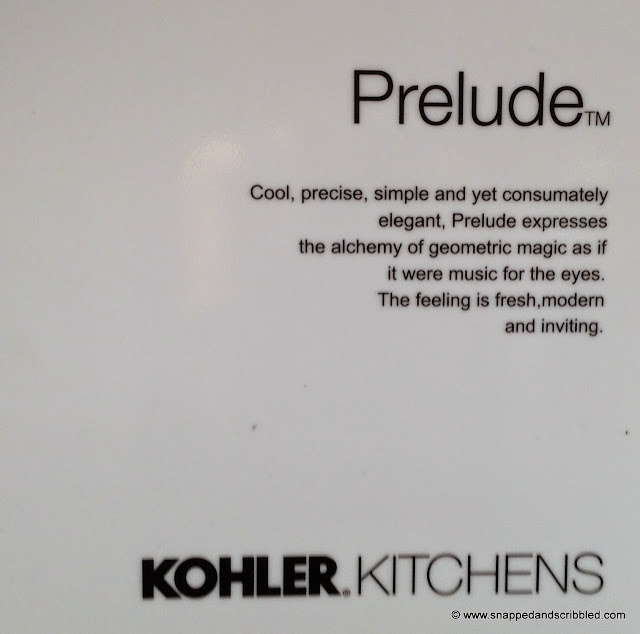 Prelude™
Cool, precise, simple and yet consumately
elegant, Prelude expresses
the alchemy of geometric magic as if
it were music for the eyes.
The feeling is fresh,modern
and inviting.
KOHLER® KITCHENS
© www.snappedandscribbled.com